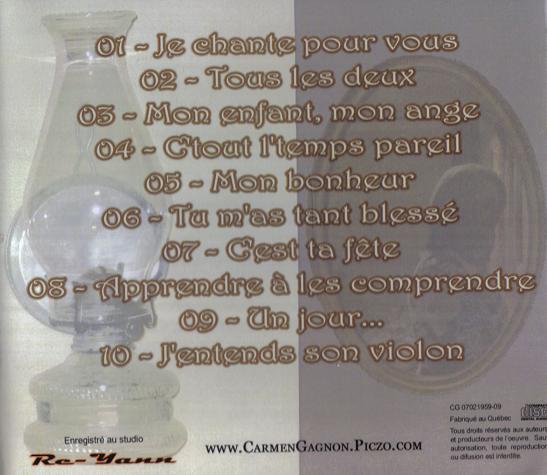 01 - Je chante pour vous
02 - Tous les deux
03 - Mon enfant, mon ange
04 - C'tout l'temps pareil
05 - Mon bonheur
06 - Tu m'as tant blessé
07 - C'est ta fête
08 - Apprendre à les comprendre
09 - Un jour...
10 - J'entends son violon
Enregistré au studio
Re-Yann
www.CarmenGagnon.Piczo.com
CG 07021959-09
Fabriqué au Québec
COMPACT
disc
Tous droits réservés aux auteurs
et producteurs de l'oeuvre. Sauf
autorisation, toute reproduction
ou difusion est interdite.